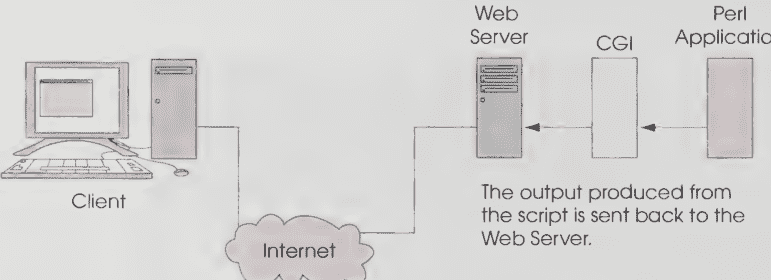 Web
Server
CGI
Perl
Applicatio
Client
Internet
The output produced from
the script is sent back to the
Web Server.